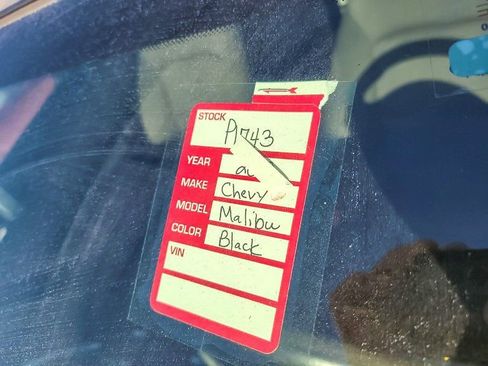 STOCK P1743
YEAR
MAKE Chevy
MODEL Malibu
COLOR Black
VIN